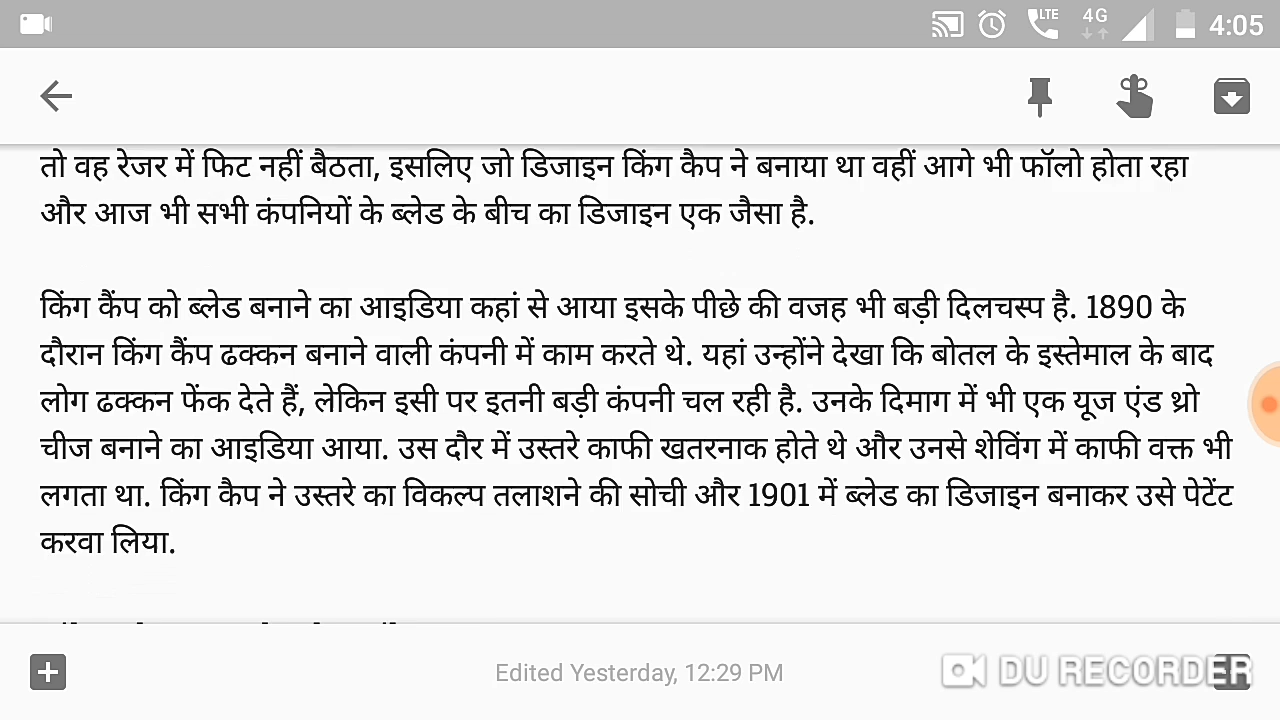 LTE 4G 4:05
तो वह रेजर में फिट नहीं बैठता, इसलिए जो डिजाइन किंग कैप ने बनाया था वहीं आगे भी फॉलो होता रहा
और आज भी सभी कंपनियों के ब्लेड के बीच का डिजाइन एक जैसा है.
किंग कैंप को ब्लेड बनाने का आइडिया कहां से आया इसके पीछे की वजह भी बड़ी दिलचस्प है. 1890 के
दौरान किंग कैंप ढक्कन बनाने वाली कंपनी में काम करते थे. यहां उन्होंने देखा कि बोतल के इस्तेमाल के बाद
लोग ढक्कन फेंक देते हैं, लेकिन इसी पर इतनी बड़ी कंपनी चल रही है. उनके दिमाग में भी एक यूज एंड थ्रो
चीज बनाने का आइडिया आया. उस दौर में उस्तरे काफी खतरनाक होते थे और उनसे शेविंग में काफी वक्त भी
लगता था. किंग कैप ने उस्तरे का विकल्प तलाशने की सोची और 1901 में ब्लेड का डिजाइन बनाकर उसे पेटेंट
करवा लिया.
Edited Yesterday, 12:29 PM
DU RECORDER